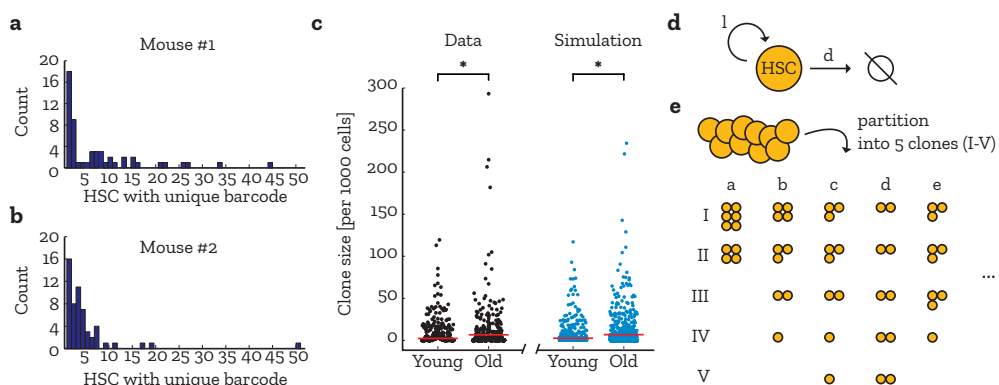 a
Mouse #1
Count
20
16
12
8
4
0
5 10 15 20 25 30 35 40 45 50
HSC with unique barcode
b
Mouse #2
Count
20
16
12
8
4
0
5 10 15 20 25 30 35 40 45 50
HSC with unique barcode
c
Data Simulation
* *
Clone size [per 1000 cells]
300
250
200
150
100
50
0
Young Old Young Old
d
l
HSC
d
e
partition
into 5 clones (I-V)
a b c d e
I
II
III
IV
V
...